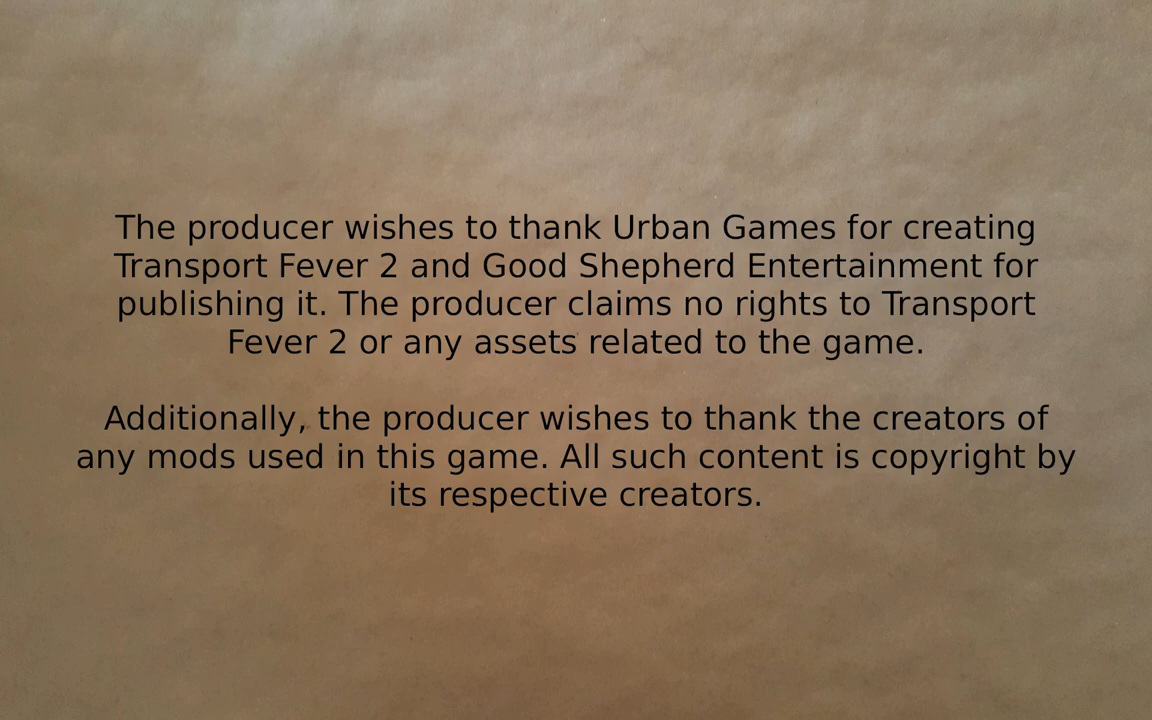 The producer wishes to thank Urban Games for creating
Transport Fever 2 and Good Shepherd Entertainment for
publishing it. The producer claims no rights to Transport
Fever 2 or any assets related to the game.
Additionally, the producer wishes to thank the creators of
any mods used in this game. All such content is copyright by
its respective creators.